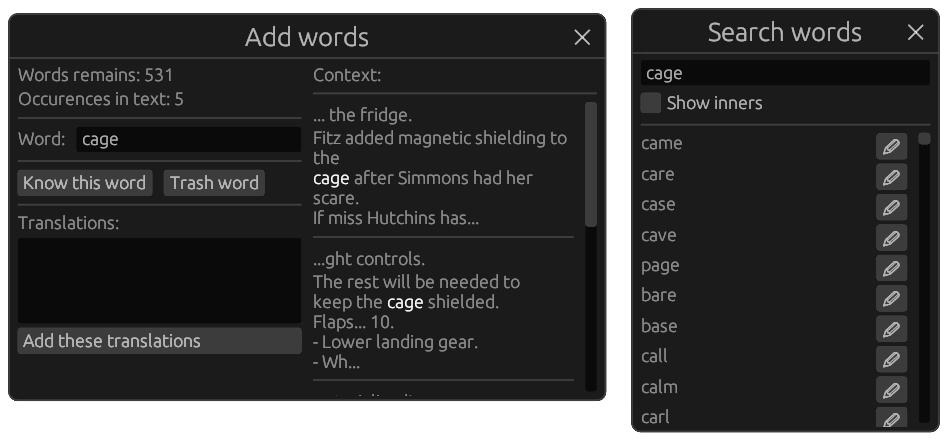 Add words
Words remains: 531
Occurences in text: 5
Word: cage
Know this word Trash word
Translations:
Add these translations
Context:
... the fridge.
Fitz added magnetic shielding to
the
cage after Simmons had her
scare.
If miss Hutchins has...
...ght controls.
The rest will be needed to
keep the cage shielded.
Flaps... 10.
- Lower landing gear.
- Wh...
Search words
cage
Show inners
came
care
case
cave
page
bare
base
call
calm
carl